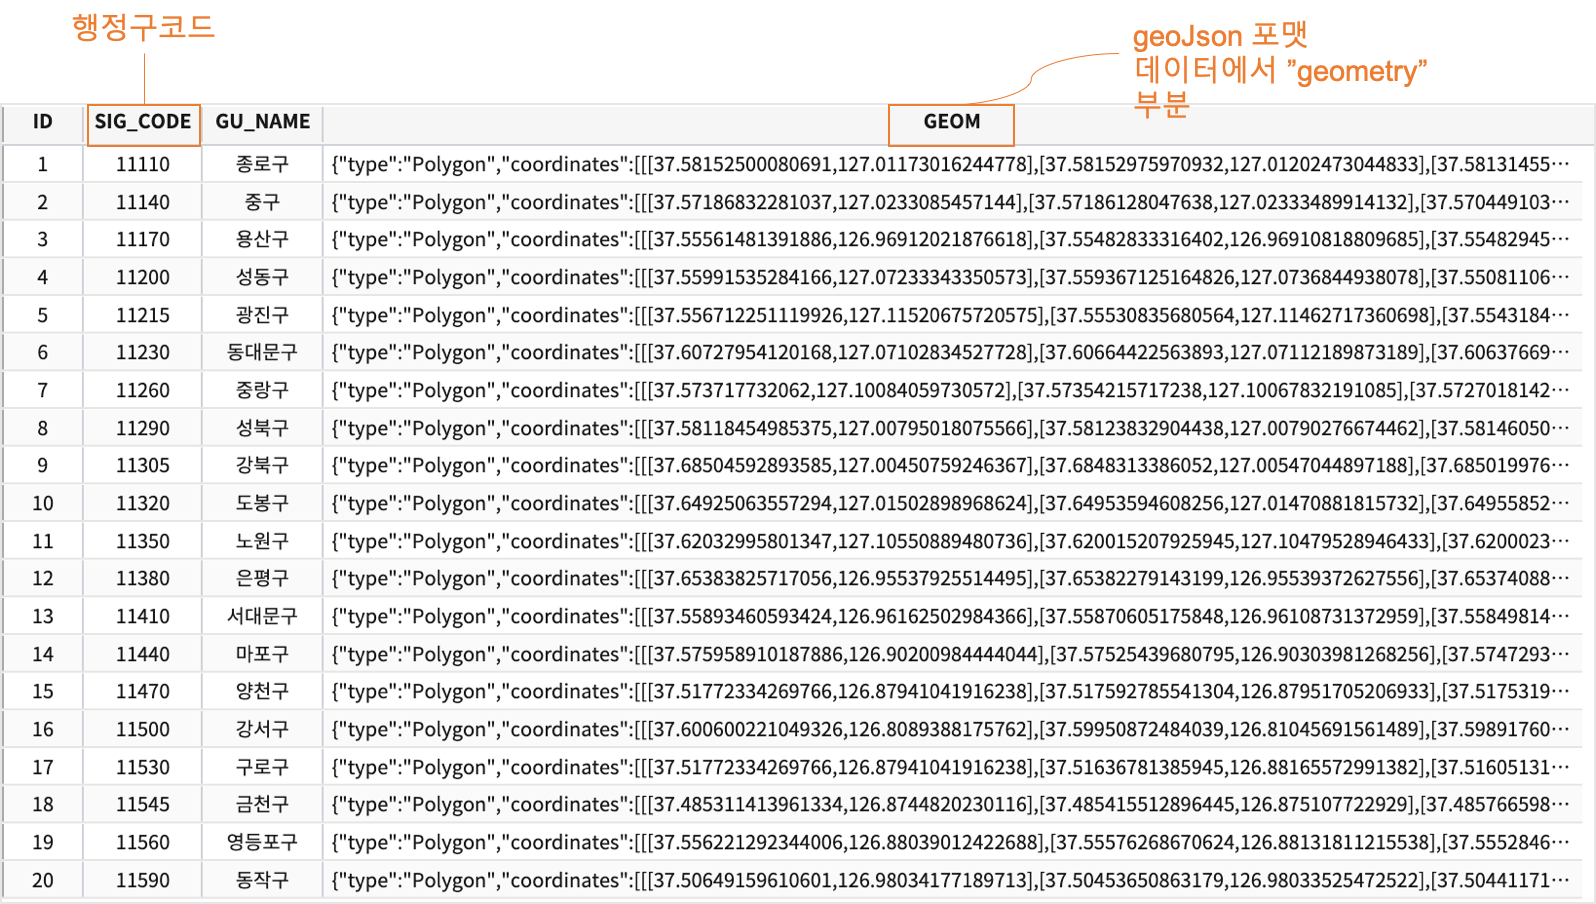 행정구코드
geoJson 포맷
데이터에서 ”geometry”
부분
ID SIG_CODE GU_NAME GEOM
1 11110 종로구 {"type":"Polygon","coordinates":[[[37.58152500080691,127.01173016244778],[37.58152975970932,127.01202473044833],[37.58131455⋯
2 11140 중구 {"type":"Polygon","coordinates":[[[37.57186832281037,127.0233085457144],[37.57186128047638,127.02333489914132],[37.570449103⋯
3 11170 용산구 {"type":"Polygon","coordinates":[[[37.55561481391886,126.96912021876618],[37.55482833316402,126.96910818809685],[37.55482945⋯
4 11200 성동구 {"type":"Polygon","coordinates":[[[37.55991535284166,127.07233343350573],[37.559367125164826,127.0736844938078],[37.55081106⋯
5 11215 광진구 {"type":"Polygon","coordinates":[[[37.556712251119926,127.11520675720575],[37.55530835680564,127.11462717360698],[37.5543184⋯
6 11230 동대문구 {"type":"Polygon","coordinates":[[[37.60727954120168,127.07102834527728],[37.60664422563893,127.07112189873189],[37.60637669⋯
7 11260 중랑구 {"type":"Polygon","coordinates":[[[37.573717732062,127.10084059730572],[37.57354215717238,127.10067832191085],[37.5727018142⋯
8 11290 성북구 {"type":"Polygon","coordinates":[[[37.58118454985375,127.00795018075566],[37.58123832904438,127.00790276674462],[37.58146050⋯
9 11305 강북구 {"type":"Polygon","coordinates":[[[37.68504592893585,127.00450759246367],[37.6848313386052,127.00547044897188],[37.685019976⋯
10 11320 도봉구 {"type":"Polygon","coordinates":[[[37.64925063557294,127.01502898968624],[37.64953594608256,127.01470881815732],[37.64955852⋯
11 11350 노원구 {"type":"Polygon","coordinates":[[[37.62032995801347,127.10550889480736],[37.620015207925945,127.10479528946433],[37.6200023⋯
12 11380 은평구 {"type":"Polygon","coordinates":[[[37.65383825717056,126.95537925514495],[37.65382279143199,126.95539372627556],[37.65374088⋯
13 11410 서대문구 {"type":"Polygon","coordinates":[[[37.55893460593424,126.96162502984366],[37.55870605175848,126.96108731372959],[37.55849814⋯
14 11440 마포구 {"type":"Polygon","coordinates":[[[37.575958910187886,126.90200984444044],[37.57525439680795,126.90303981268256],[37.5747293⋯
15 11470 양천구 {"type":"Polygon","coordinates":[[[37.51772334269766,126.87941041916238],[37.517592785541304,126.87951705206933],[37.5175319⋯
16 11500 강서구 {"type":"Polygon","coordinates":[[[37.600600221049326,126.8089388175762],[37.59950872484039,126.81045691561489],[37.59891760⋯
17 11530 구로구 {"type":"Polygon","coordinates":[[[37.51772334269766,126.87941041916238],[37.51636781385945,126.88165572991382],[37.51605131⋯
18 11545 금천구 {"type":"Polygon","coordinates":[[[37.485311413961334,126.8744820230116],[37.485415512896445,126.875107722929],[37.485766598⋯
19 11560 영등포구 {"type":"Polygon","coordinates":[[[37.556221292344006,126.88039012422688],[37.55576268670624,126.88131811215538],[37.5552846⋯
20 11590 동작구 {"type":"Polygon","coordinates":[[[37.50649159610601,126.98034177189713],[37.50453650863179,126.98033525472522],[37.50441171⋯